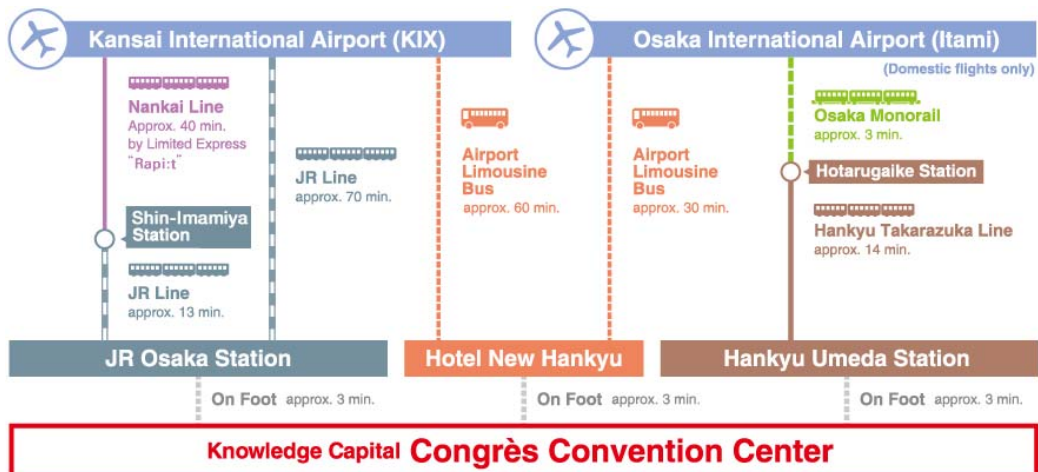 Kansai International Airport (KIX)
Osaka International Airport (Itami)
(Domestic flights only)
Nankai Line
Approx. 40 min.
by Limited Express
"Rapi:t"
JR Line
approx. 70 min.
Airport
Limousine
Bus
approx. 60 min.
Airport
Limousine
Bus
approx. 30 min.
Osaka Monorail
approx. 3 min.
Hotarugaike Station
Hankyu Takarazuka Line
approx. 14 min.
Shin-Imamiya
Station
JR Line
approx. 13 min.
JR Osaka Station
Hotel New Hankyu
Hankyu Umeda Station
On Foot approx. 3 min.
On Foot approx. 3 min.
On Foot approx. 3 min.
Knowledge Capital Congrès Convention Center